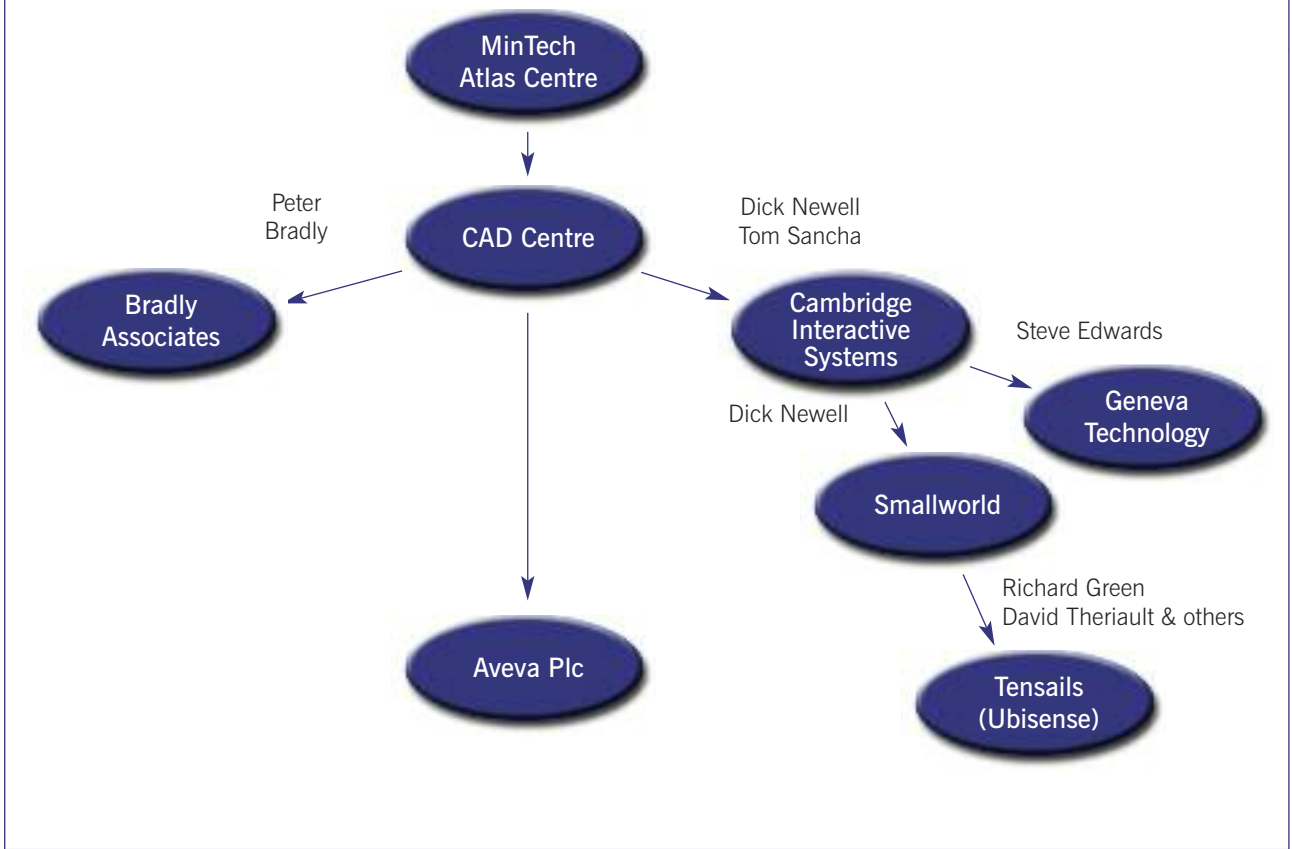 MinTech
Atlas Centre
Peter
Bradly
CAD Centre
Dick Newell
Tom Sancha
Bradly
Associates
Cambridge
Interactive
Systems
Steve Edwards
Dick Newell
Geneva
Technology
Smallworld
Richard Green
David Theriault & others
Aveva Plc
Tensails
(Ubisense)